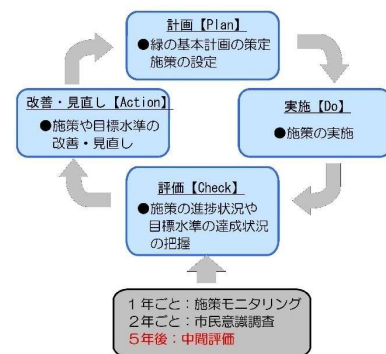 計画【Plan】
●緑の基本計画の策定
施策の設定
改善・見直し【Action】
●施策や目標水準の
改善・見直し
実施【Do】
●施策の実施
評価【Check】
●施策の進捗状況や
目標水準の達成状況
の把握
1年ごと：施策モニタリング
2年ごと：市民意識調査
5年後：中間評価